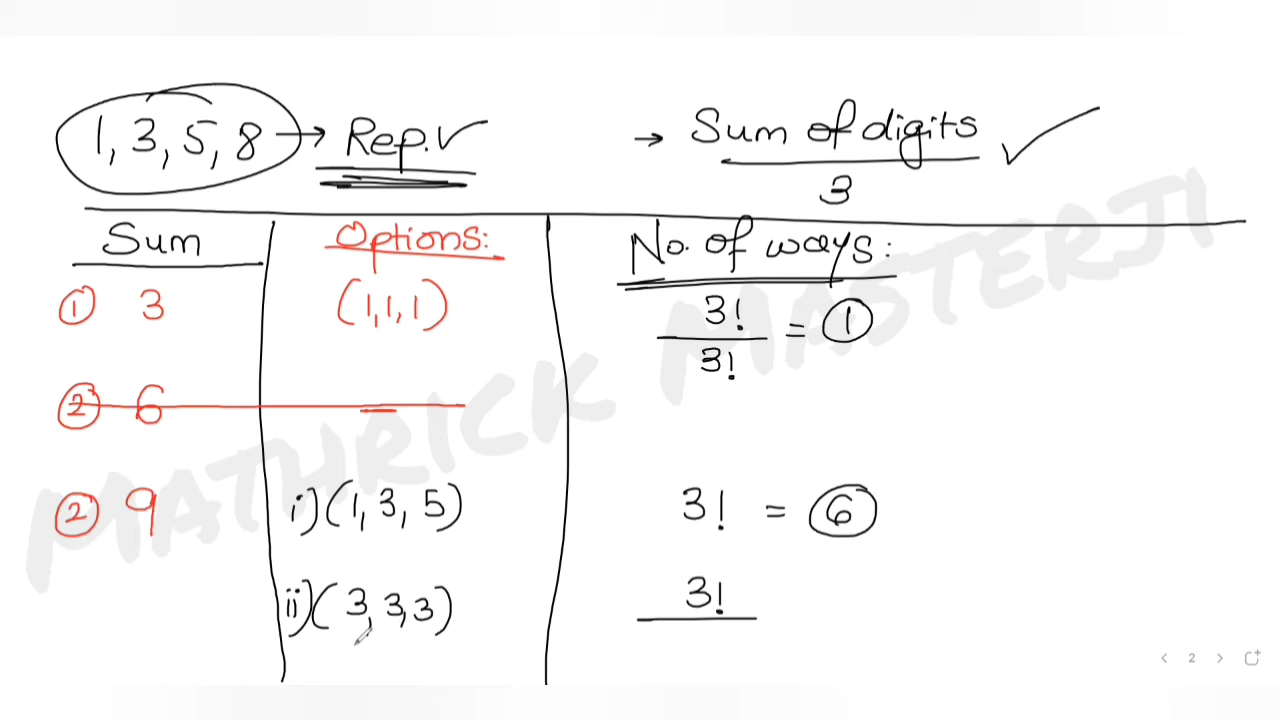 1, 3, 5, 8 → Rep. ✓ → Sum of digits ✓
3
Sum Options: No. of ways:
① 3 (1,1,1) 3!/3! = ①
② 6 —
② 9 i) (1, 3, 5) 3! = ⑥
ii) (3, 3, 3) 3!
MATHRICK MASTERJI
< 2 >